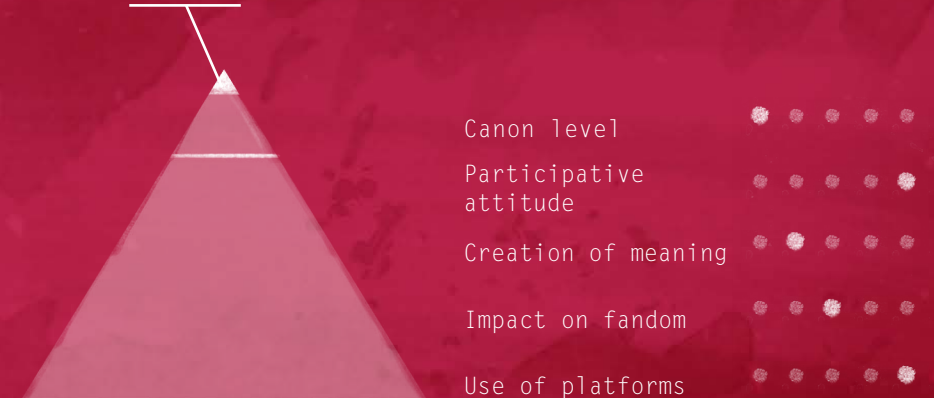 Canon level
Participative
attitude
Creation of meaning
Impact on fandom
Use of platforms